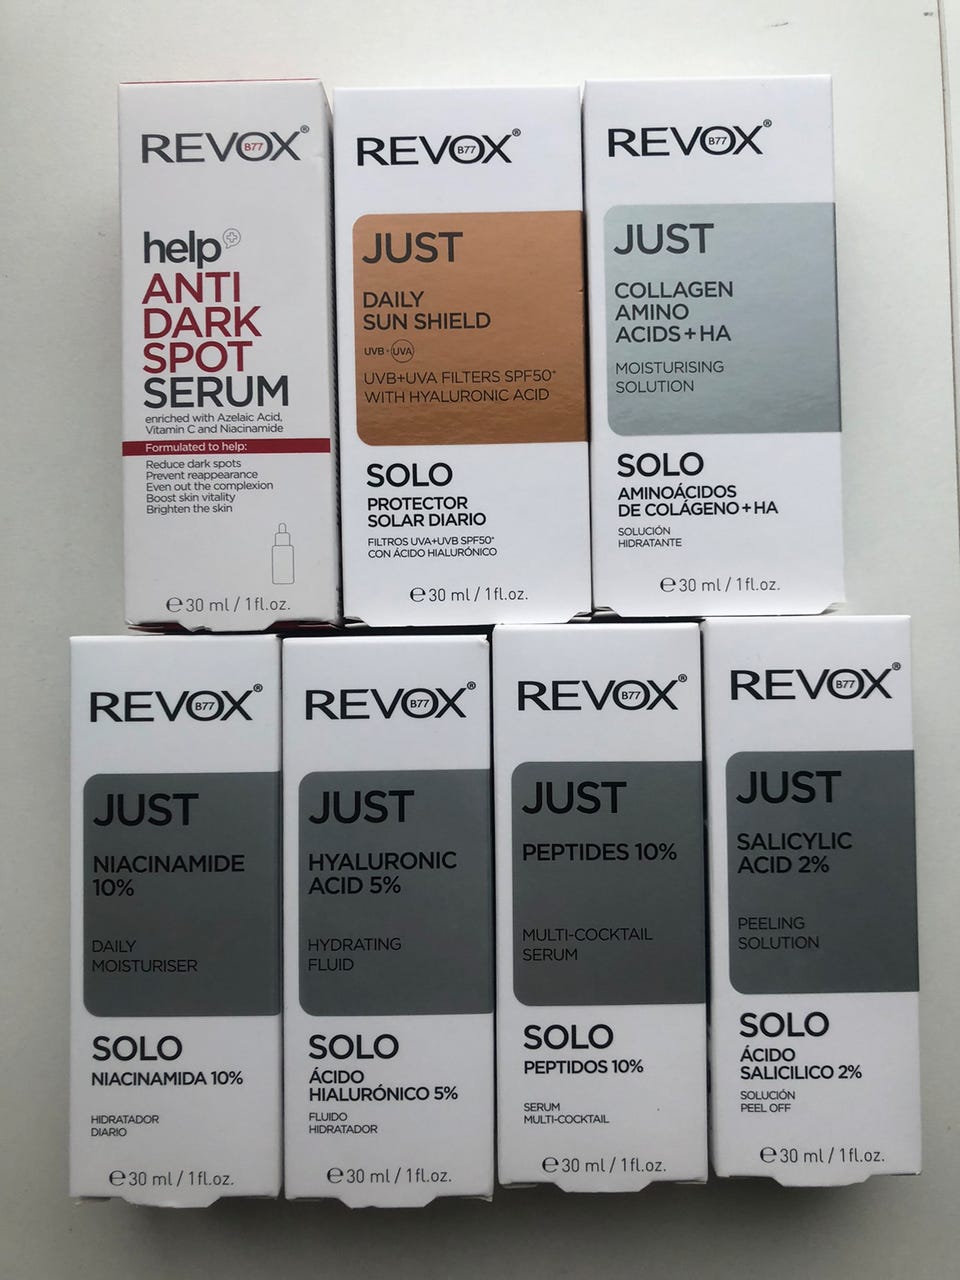 REVOX®
B77
help
ANTI
DARK
SPOT
SERUM
enriched with Azelaic Acid,
Vitamin C and Niacinamide
Formulated to help:
Reduce dark spots
Prevent reappearance
Even out the complexion
Boost skin vitality
Brighten the skin
℮30 ml / 1fl.oz.
REVOX®
B77
JUST
DAILY
SUN SHIELD
UVB+UVA
UVB+UVA FILTERS SPF50+
WITH HYALURONIC ACID
SOLO
PROTECTOR
SOLAR DIARIO
FILTROS UVA+UVB SPF50+
CON ÁCIDO HIALURÓNICO
℮30 ml / 1fl.oz.
REVOX®
B77
JUST
COLLAGEN
AMINO
ACIDS+HA
MOISTURISING
SOLUTION
SOLO
AMINOÁCIDOS
DE COLÁGENO+HA
SOLUCIÓN
HIDRATANTE
℮30 ml / 1fl.oz.
REVOX®
B77
JUST
NIACINAMIDE
10%
DAILY
MOISTURISER
SOLO
NIACINAMIDA 10%
HIDRATADOR
DIARIO
℮30 ml / 1fl.oz.
REVOX®
B77
JUST
HYALURONIC
ACID 5%
HYDRATING
FLUID
SOLO
ÁCIDO
HIALURÓNICO 5%
FLUIDO
HIDRATADOR
℮30 ml / 1fl.oz.
REVOX®
B77
JUST
PEPTIDES 10%
MULTI-COCKTAIL
SERUM
SOLO
PEPTIDOS 10%
SERUM
MULTI-COCKTAIL
℮30 ml / 1fl.oz.
REVOX®
B77
JUST
SALICYLIC
ACID 2%
PEELING
SOLUTION
SOLO
ÁCIDO
SALICILICO 2%
SOLUCIÓN
PEEL OFF
℮30 ml / 1fl.oz.